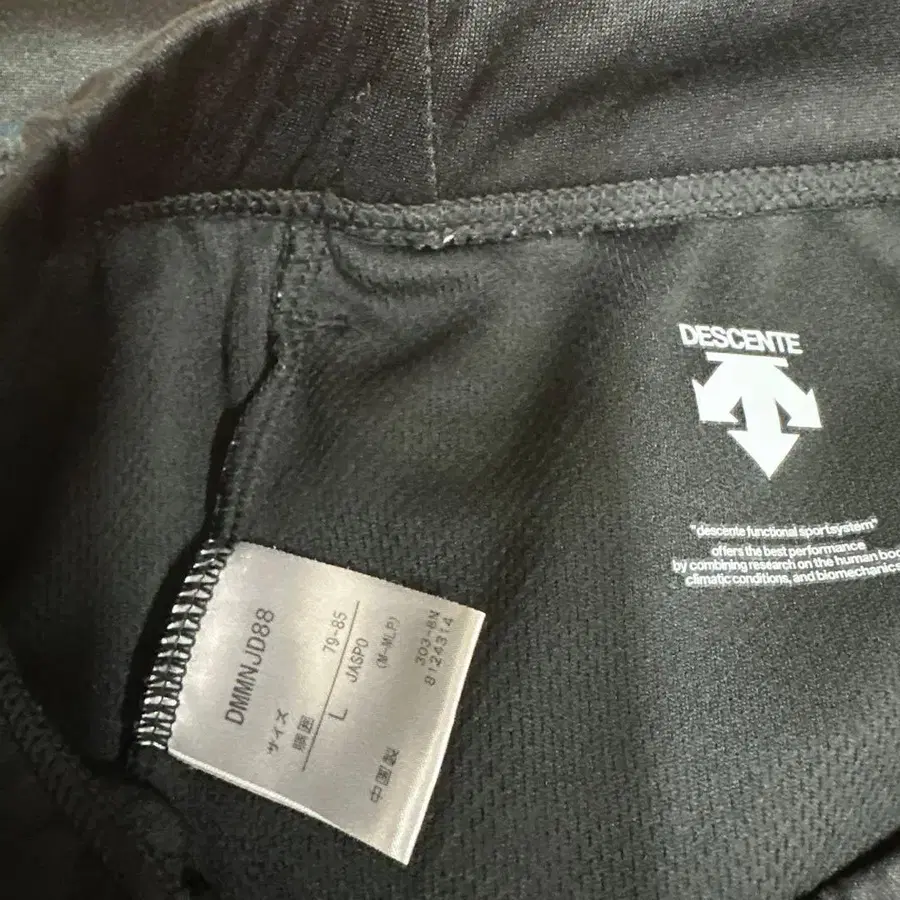 DESCENTE
"descente functional sportsystem"
offers the best performance
by combining research on the human bod
climatic conditions, and biomechanics
DMMNJD88
サイズ
胴囲 79-85
L JASPO
(M-MLP)
中国製 303-8N
8124314